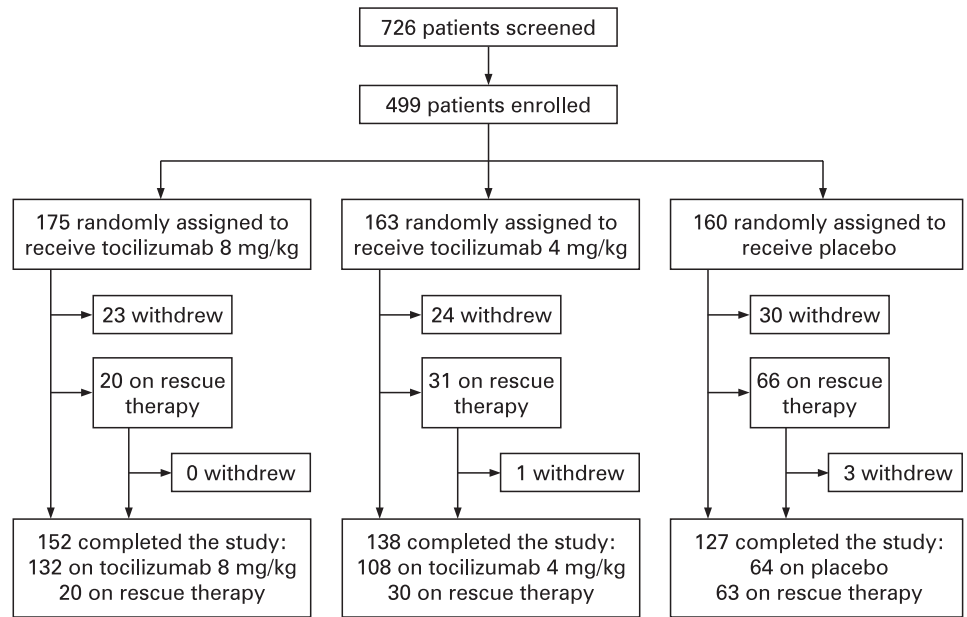 726 patients screened
499 patients enrolled
175 randomly assigned to
receive tocilizumab 8 mg/kg
163 randomly assigned to
receive tocilizumab 4 mg/kg
160 randomly assigned to
receive placebo
23 withdrew
24 withdrew
30 withdrew
20 on rescue
therapy
31 on rescue
therapy
66 on rescue
therapy
0 withdrew
1 withdrew
3 withdrew
152 completed the study:
132 on tocilizumab 8 mg/kg
20 on rescue therapy
138 completed the study:
108 on tocilizumab 4 mg/kg
30 on rescue therapy
127 completed the study:
64 on placebo
63 on rescue therapy